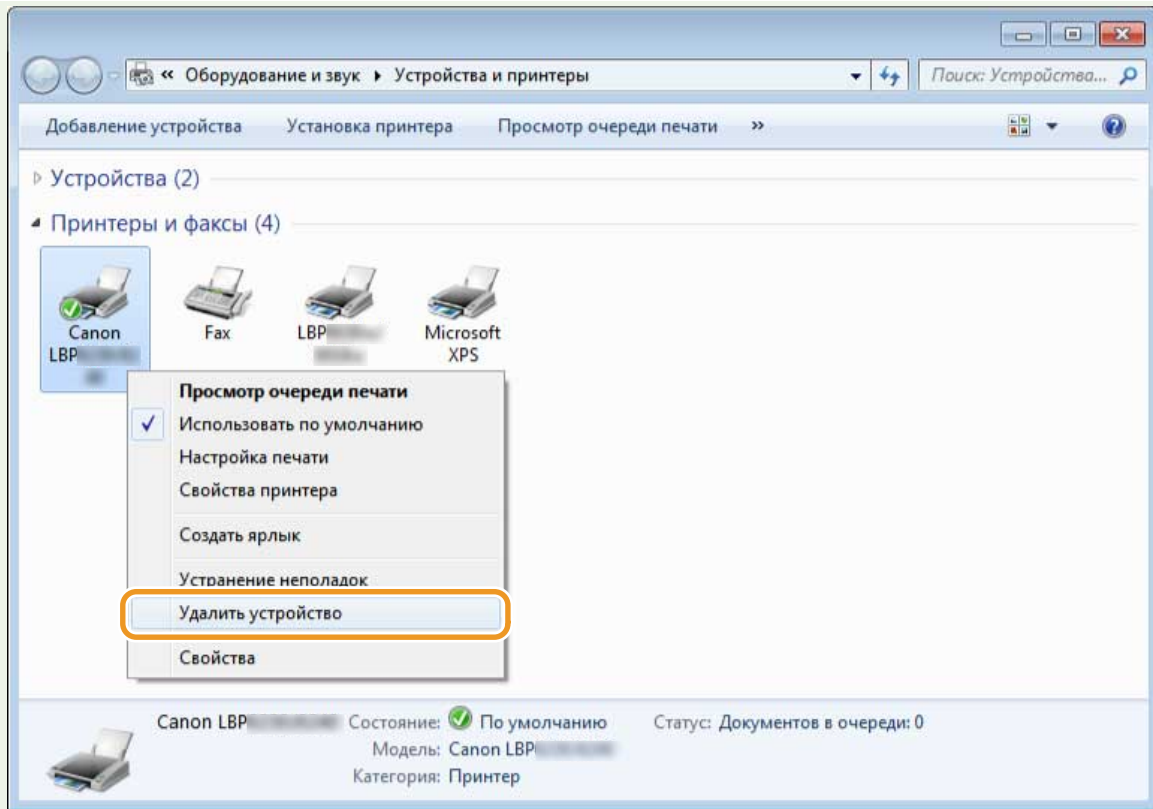 « Оборудование и звук ▸ Устройства и принтеры
Поиск: Устройства...
Добавление устройства Установка принтера Просмотр очереди печати »
Устройства (2)
Принтеры и факсы (4)
Canon
LBP
Fax
LBP
Microsoft
XPS
Просмотр очереди печати
Использовать по умолчанию
Настройка печати
Свойства принтера
Создать ярлык
Устранение неполадок
Удалить устройство
Свойства
Canon LBP Состояние: По умолчанию Статус: Документов в очереди: 0
Модель: Canon LBP
Категория: Принтер